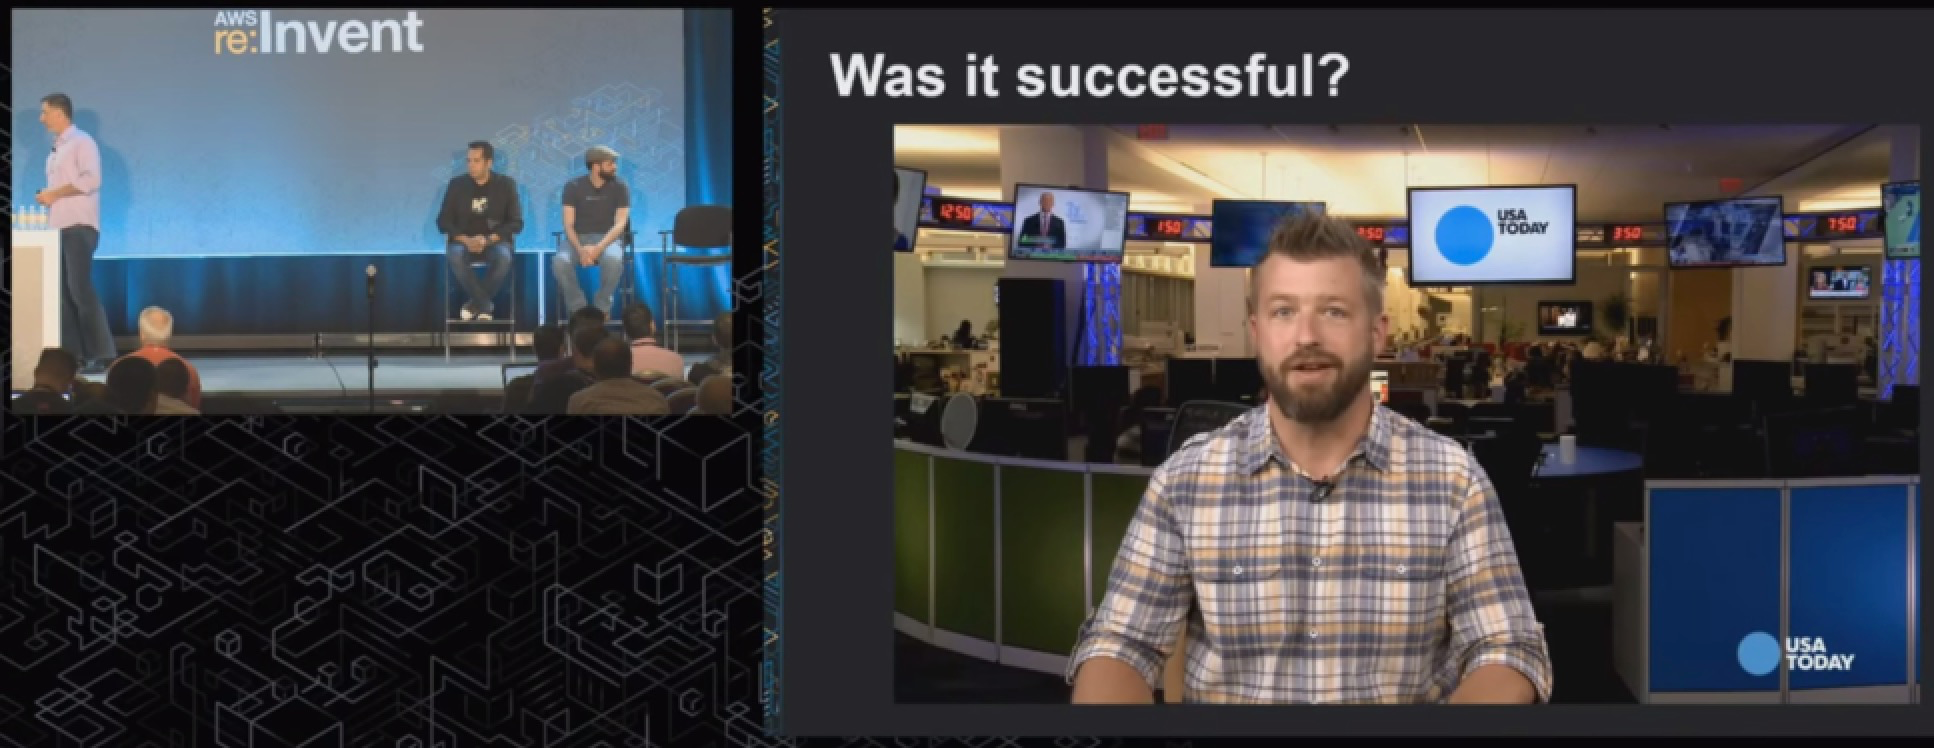 AWS
re:Invent
Was it successful?
12:50
1:50
USA
TODAY
3:50
7:50
USA
TODAY